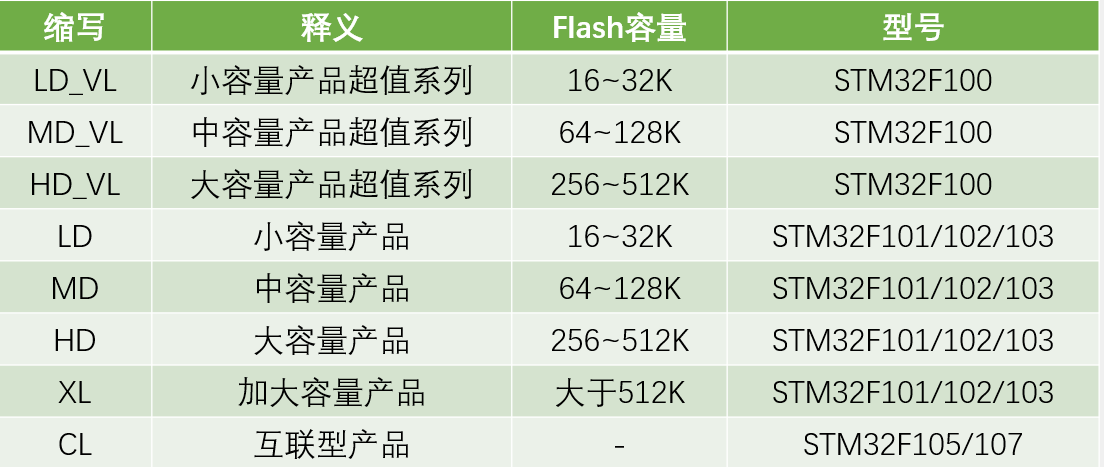 缩写 释义 Flash容量 型号
LD_VL 小容量产品超值系列 16~32K STM32F100
MD_VL 中容量产品超值系列 64~128K STM32F100
HD_VL 大容量产品超值系列 256~512K STM32F100
LD 小容量产品 16~32K STM32F101/102/103
MD 中容量产品 64~128K STM32F101/102/103
HD 大容量产品 256~512K STM32F101/102/103
XL 加大容量产品 大于512K STM32F101/102/103
CL 互联型产品 - STM32F105/107